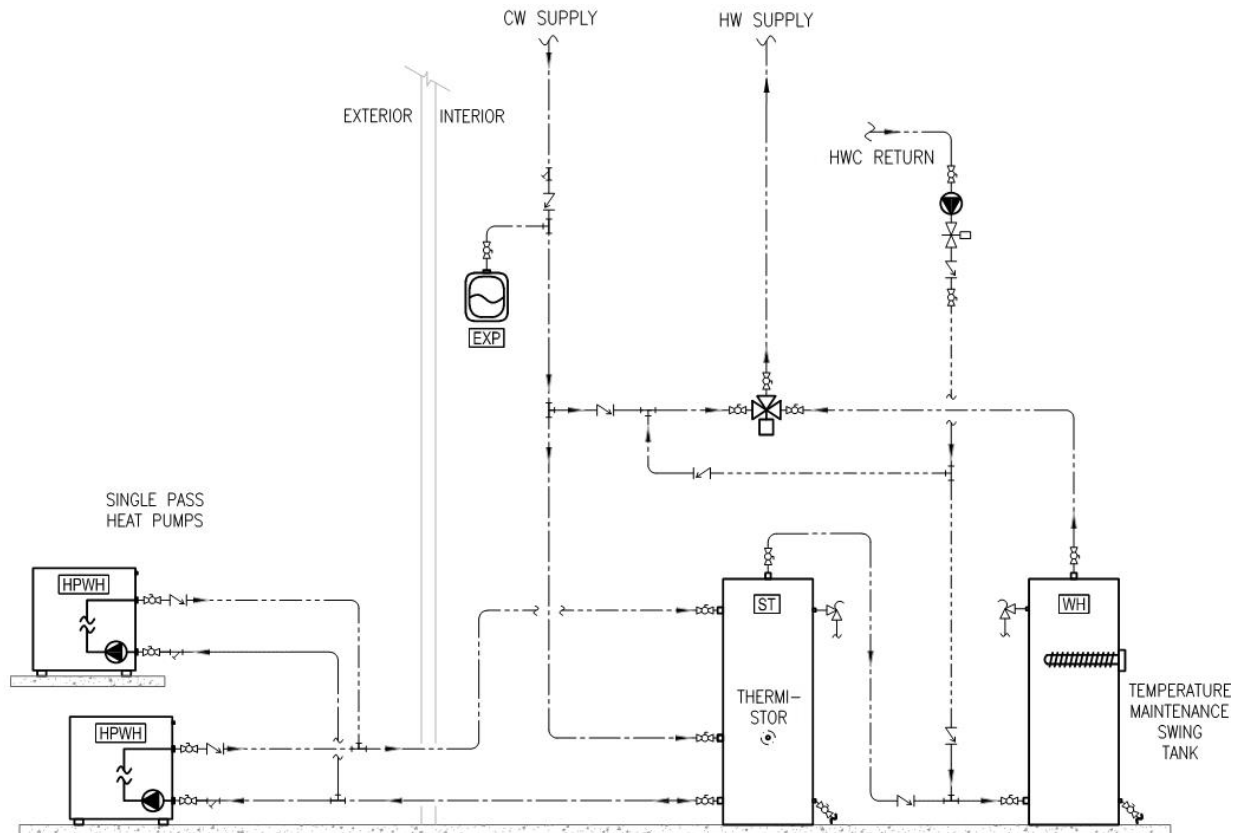 CW SUPPLY
HW SUPPLY
EXTERIOR
INTERIOR
HWC RETURN
EXP
SINGLE PASS
HEAT PUMPS
HPWH
HPWH
ST
WH
THERMI-
STOR
TEMPERATURE
MAINTENANCE
SWING
TANK